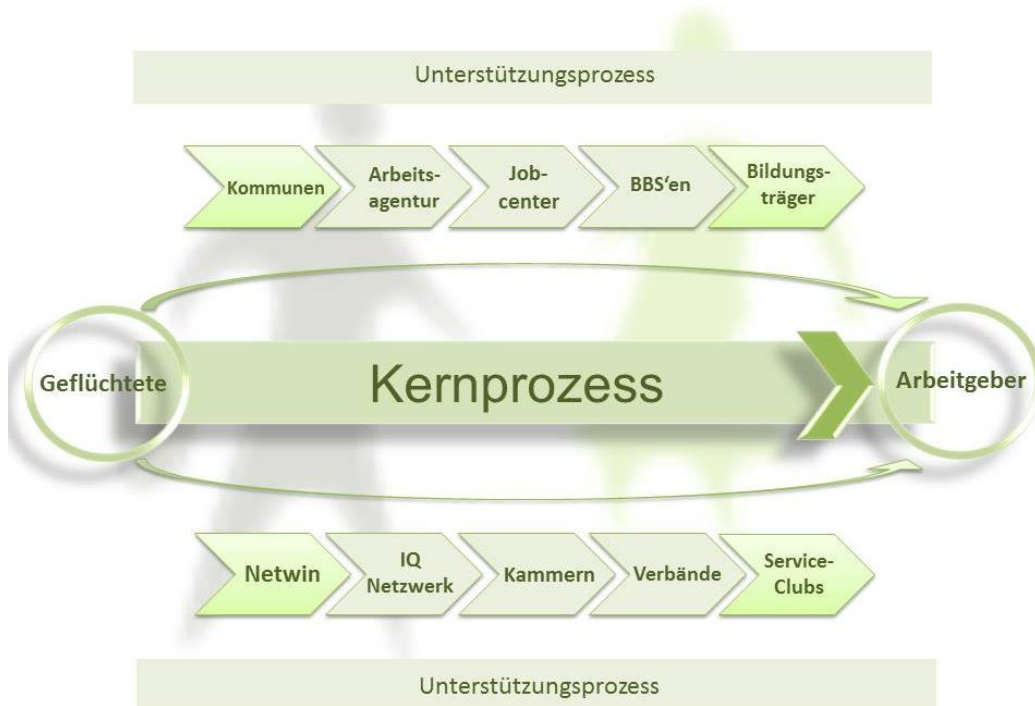 Unterstützungsprozess
Kommunen
Arbeits-
agentur
Job-
center
BBS‘en
Bildungs-
träger
Geflüchtete
Kernprozess
Arbeitgeber
Netwin
IQ
Netzwerk
Kammern
Verbände
Service-
Clubs
Unterstützungsprozess